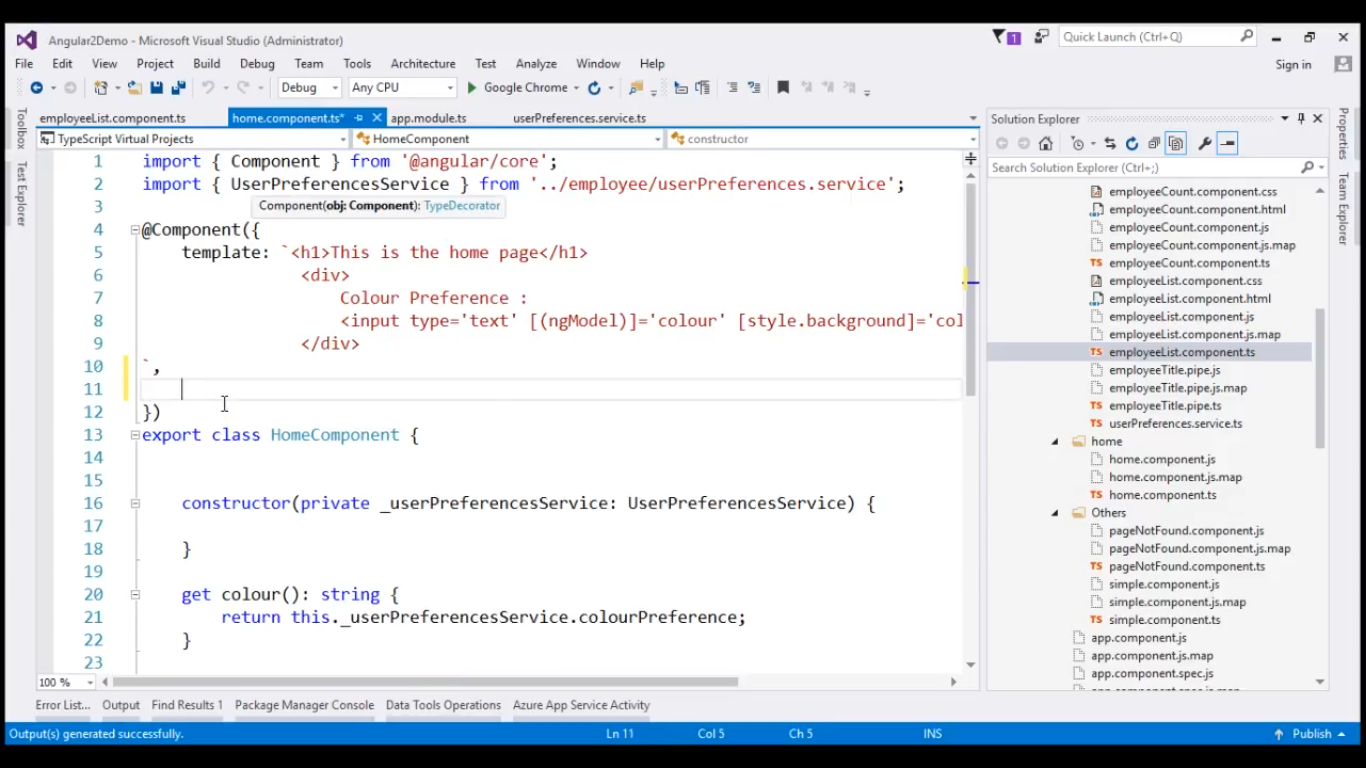 Angular2Demo - Microsoft Visual Studio (Administrator)
1
Quick Launch (Ctrl+Q)
File Edit View Project Build Debug Team Tools Architecture Test Analyze Window Help
Sign in
Debug Any CPU Google Chrome
employeeList.component.ts home.component.ts* app.module.ts userPreferences.service.ts
TypeScript Virtual Projects HomeComponent constructor
Toolbox
Test Explorer
1 import { Component } from '@angular/core';
2 import { UserPreferencesService } from '../employee/userPreferences.service';
3
Component(obj: Component): TypeDecorator
4 @Component({
5 template: `<h1>This is the home page</h1>
6 <div>
7 Colour Preference :
8 <input type='text' [(ngModel)]='colour' [style.background]='col
9 </div>
10 `,
11
12 })
13 export class HomeComponent {
14
15
16 constructor(private _userPreferencesService: UserPreferencesService) {
17
18 }
19
20 get colour(): string {
21 return this._userPreferencesService.colourPreference;
22 }
23
100 %
Solution Explorer
Search Solution Explorer (Ctrl+;)
employeeCount.component.css
employeeCount.component.html
employeeCount.component.js
employeeCount.component.js.map
employeeCount.component.ts
employeeList.component.css
employeeList.component.html
employeeList.component.js
employeeList.component.js.map
employeeList.component.ts
employeeTitle.pipe.js
employeeTitle.pipe.js.map
employeeTitle.pipe.ts
userPreferences.service.ts
home
home.component.js
home.component.js.map
home.component.ts
Others
pageNotFound.component.js
pageNotFound.component.js.map
pageNotFound.component.ts
simple.component.js
simple.component.js.map
simple.component.ts
app.component.js
app.component.js.map
app.component.spec.js
Properties
Team Explorer
Error List... Output Find Results 1 Package Manager Console Data Tools Operations Azure App Service Activity
Output(s) generated successfully. Ln 11 Col 5 Ch 5 INS Publish